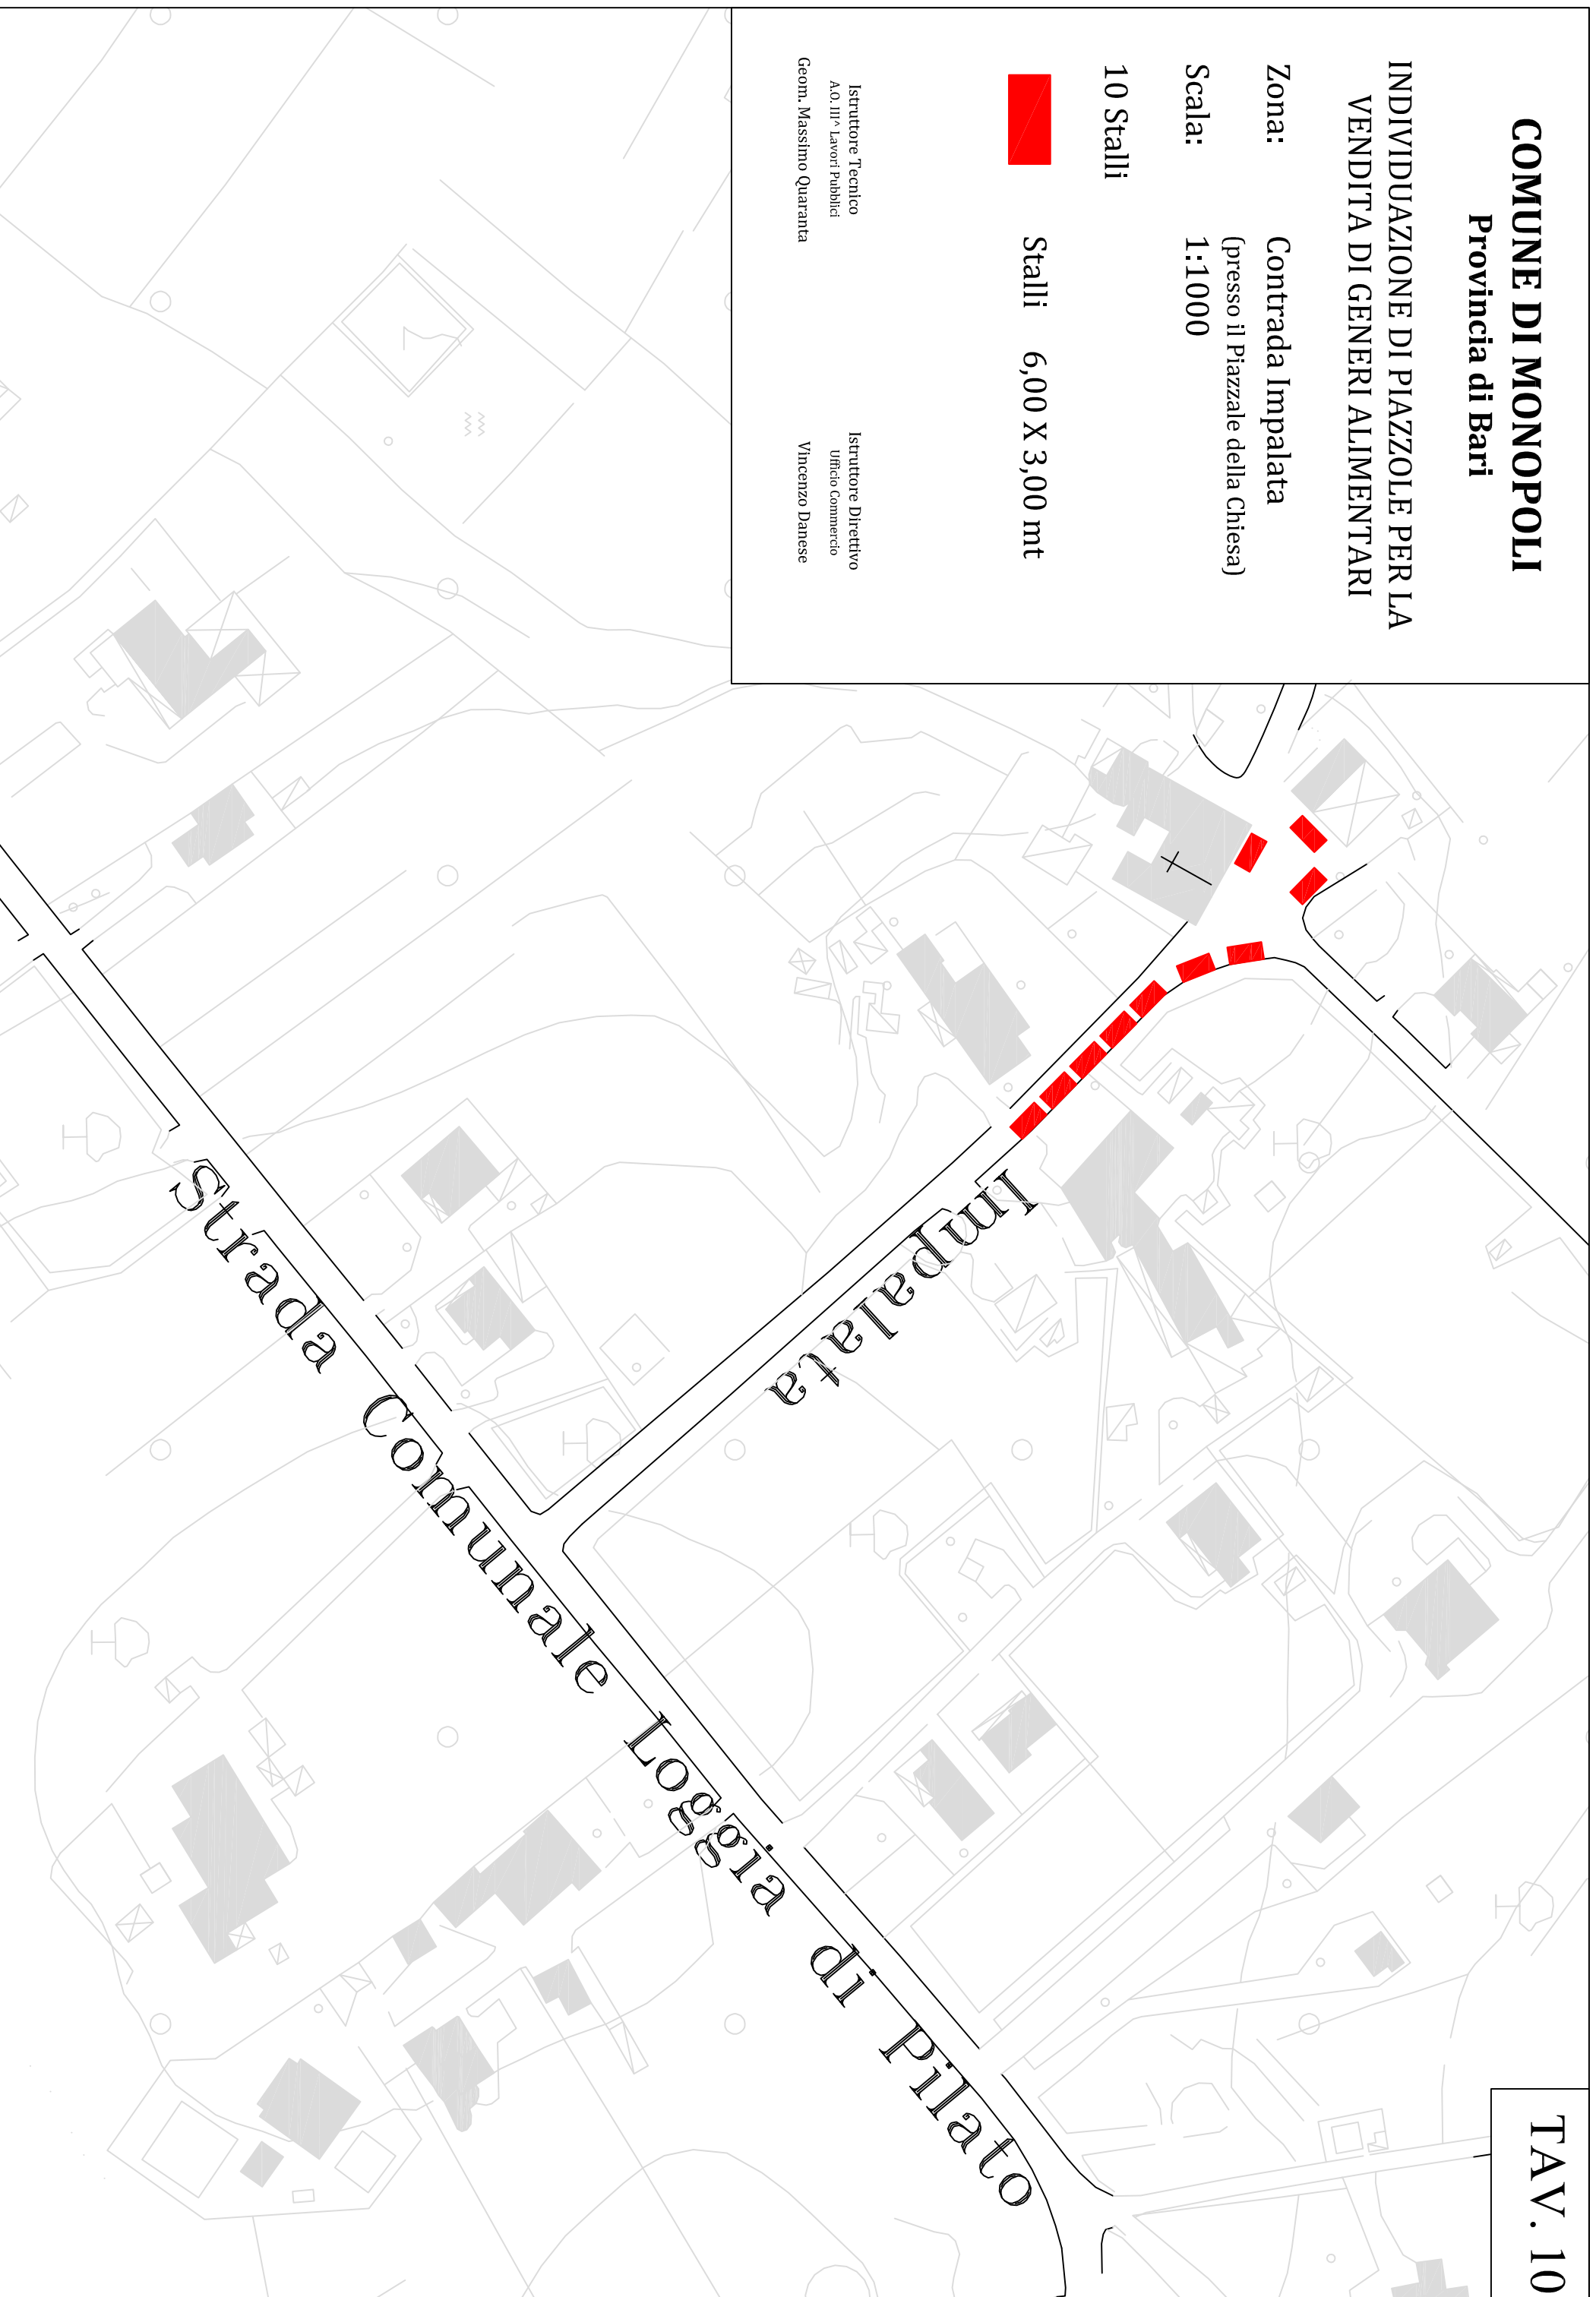 COMUNE DI MONOPOLI
Provincia di Bari
INDIVIDUAZIONE DI PIAZZOLE PER LA
VENDITA DI GENERI ALIMENTARI
Zona: Contrada Impalata
(presso il Piazzale della Chiesa)
Scala: 1:1000
10 Stalli
Stalli 6,00 X 3,00 mt
Istruttore Tecnico
A.O. III^ Lavori Pubblici
Geom. Massimo Quaranta
Istruttore Direttivo
Ufficio Commercio
Vincenzo Danese
Impalata
Strada Comunale Loggia di Pilato
TAV. 10